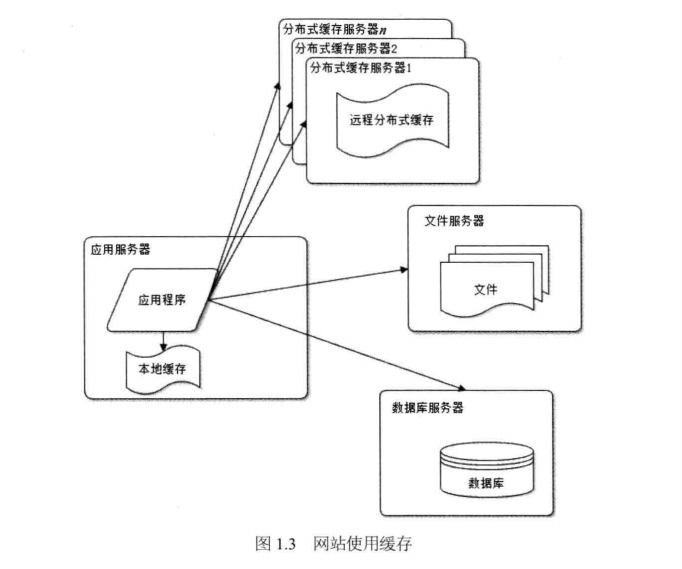 分布式缓存服务器n
分布式缓存服务器2
分布式缓存服务器1
远程分布式缓存
应用服务器
应用程序
本地缓存
文件服务器
文件
数据库服务器
数据库
图 1.3 网站使用缓存